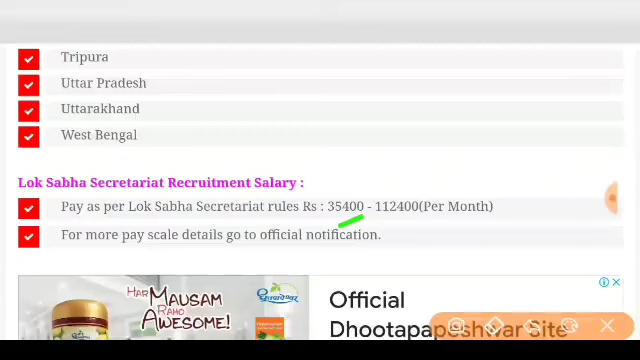 Tripura
Uttar Pradesh
Uttarakhand
West Bengal
Lok Sabha Secretariat Recruitment Salary :
Pay as per Lok Sabha Secretariat rules Rs : 35400 - 112400(Per Month)
For more pay scale details go to official notification.
HAR MAUSAM
RAHO
AWESOME!
धूतपापेश्वर
Official
Dhootapapeshwar Site